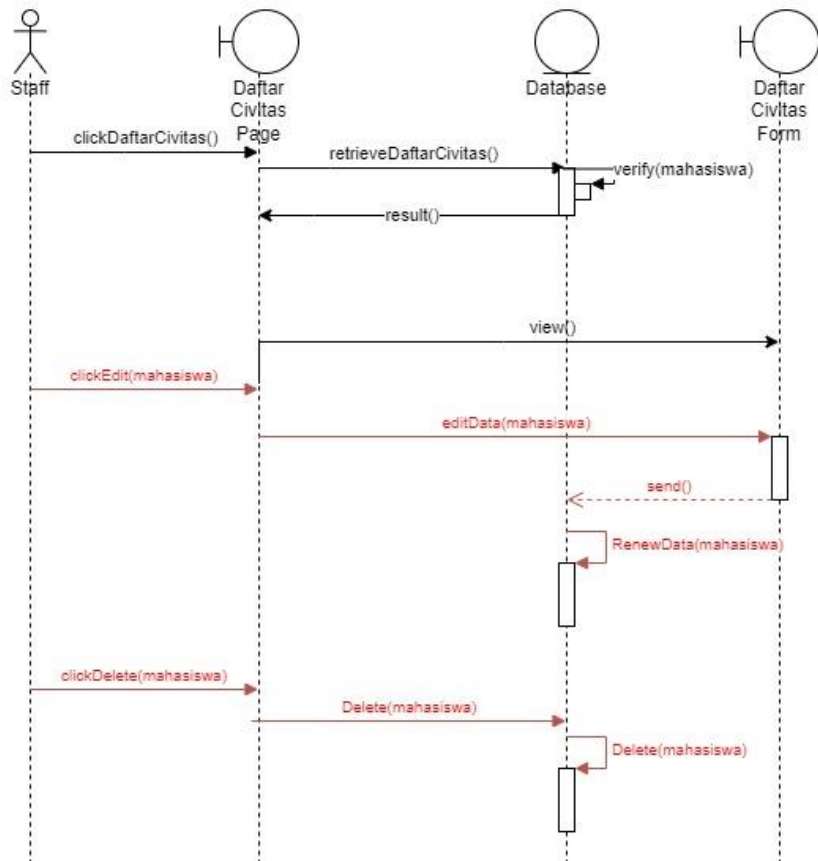 Staff
Daftar
Civitas
Page
Database
Daftar
Civitas
Form
clickDaftarCivitas()
retrieveDaftarCivitas()
verify(mahasiswa)
result()
view()
clickEdit(mahasiswa)
editData(mahasiswa)
send()
RenewData(mahasiswa)
clickDelete(mahasiswa)
Delete(mahasiswa)
Delete(mahasiswa)